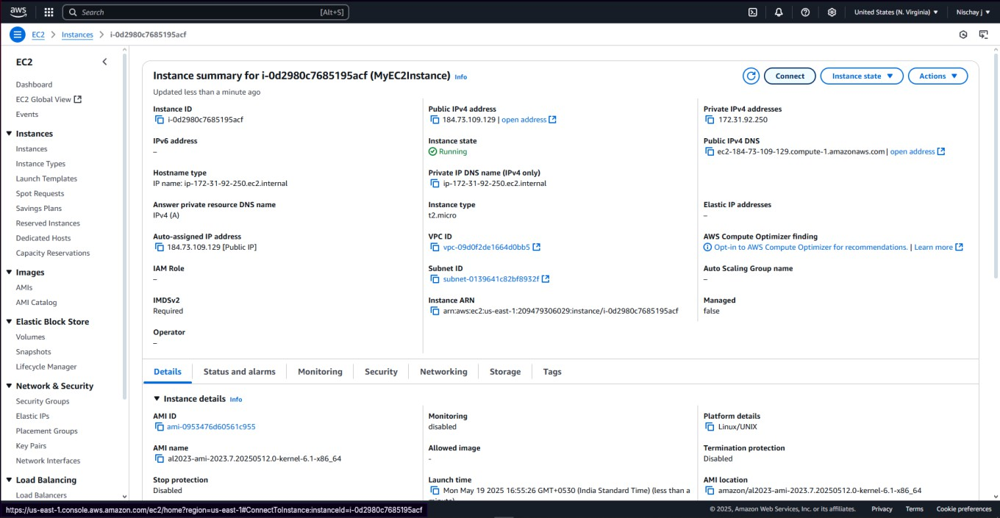 aws
Search [Alt+S]
United States (N. Virginia) ▼ Nischay j ▼
EC2 > Instances > i-0d2980c7685195acf
EC2
Dashboard
EC2 Global View
Events
Instances
Instances
Instance Types
Launch Templates
Spot Requests
Savings Plans
Reserved Instances
Dedicated Hosts
Capacity Reservations
Images
AMIs
AMI Catalog
Elastic Block Store
Volumes
Snapshots
Lifecycle Manager
Network & Security
Security Groups
Elastic IPs
Placement Groups
Key Pairs
Network Interfaces
Load Balancing
Load Balancers
Instance summary for i-0d2980c7685195acf (MyEC2Instance) Info
Updated less than a minute ago
Connect
Instance state ▼
Actions ▼
Instance ID
i-0d2980c7685195acf
IPv6 address
–
Hostname type
IP name: ip-172-31-92-250.ec2.internal
Answer private resource DNS name
IPv4 (A)
Auto-assigned IP address
184.73.109.129 [Public IP]
IAM Role
–
IMDSv2
Required
Operator
–
Public IPv4 address
184.73.109.129 | open address
Instance state
Running
Private IP DNS name (IPv4 only)
ip-172-31-92-250.ec2.internal
Instance type
t2.micro
VPC ID
vpc-09d0f2de1664d0bb5
Subnet ID
subnet-0139641c82bf8932f
Instance ARN
arn:aws:ec2:us-east-1:209479306029:instance/i-0d2980c7685195acf
Private IPv4 addresses
172.31.92.250
Public IPv4 DNS
ec2-184-73-109-129.compute-1.amazonaws.com | open address
Elastic IP addresses
–
AWS Compute Optimizer finding
Opt-in to AWS Compute Optimizer for recommendations. | Learn more
Auto Scaling Group name
–
Managed
false
Details
Status and alarms
Monitoring
Security
Networking
Storage
Tags
Instance details Info
AMI ID
ami-0953476d60561c955
AMI name
al2023-ami-2023.7.20250512.0-kernel-6.1-x86_64
Stop protection
Disabled
Monitoring
disabled
Allowed image
-
Launch time
Mon May 19 2025 16:55:26 GMT+0530 (India Standard Time) (less than a
minute)
Platform details
Linux/UNIX
Termination protection
Disabled
AMI location
amazon/al2023-ami-2023.7.20250512.0-kernel-6.1-x86_64
https://us-east-1.console.aws.amazon.com/ec2/home?region=us-east-1#ConnectToInstance:instanceId=i-0d2980c7685195acf
© 2025, Amazon Web Services, Inc. or its affiliates. Privacy Terms Cookie preferences